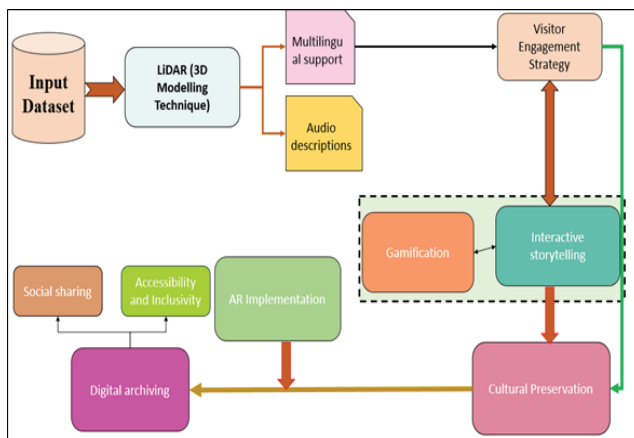 Input
Dataset
LiDAR (3D
Modelling
Technique)
Multilingu
al support
Audio
descriptions
Visitor
Engagement
Strategy
Gamification
Interactive
storytelling
Social sharing
Accessibility
and Inclusivity
AR Implementation
Digital archiving
Cultural Preservation